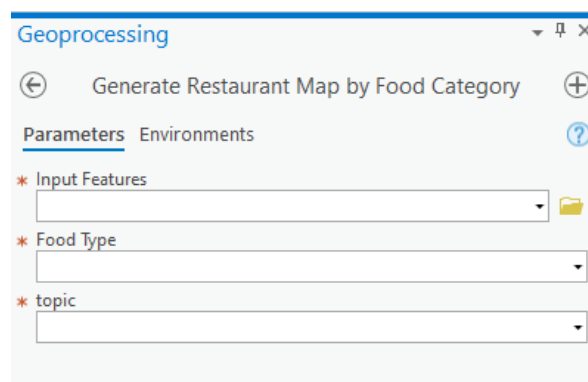 Geoprocessing
Generate Restaurant Map by Food Category
Parameters Environments
* Input Features
* Food Type
* topic